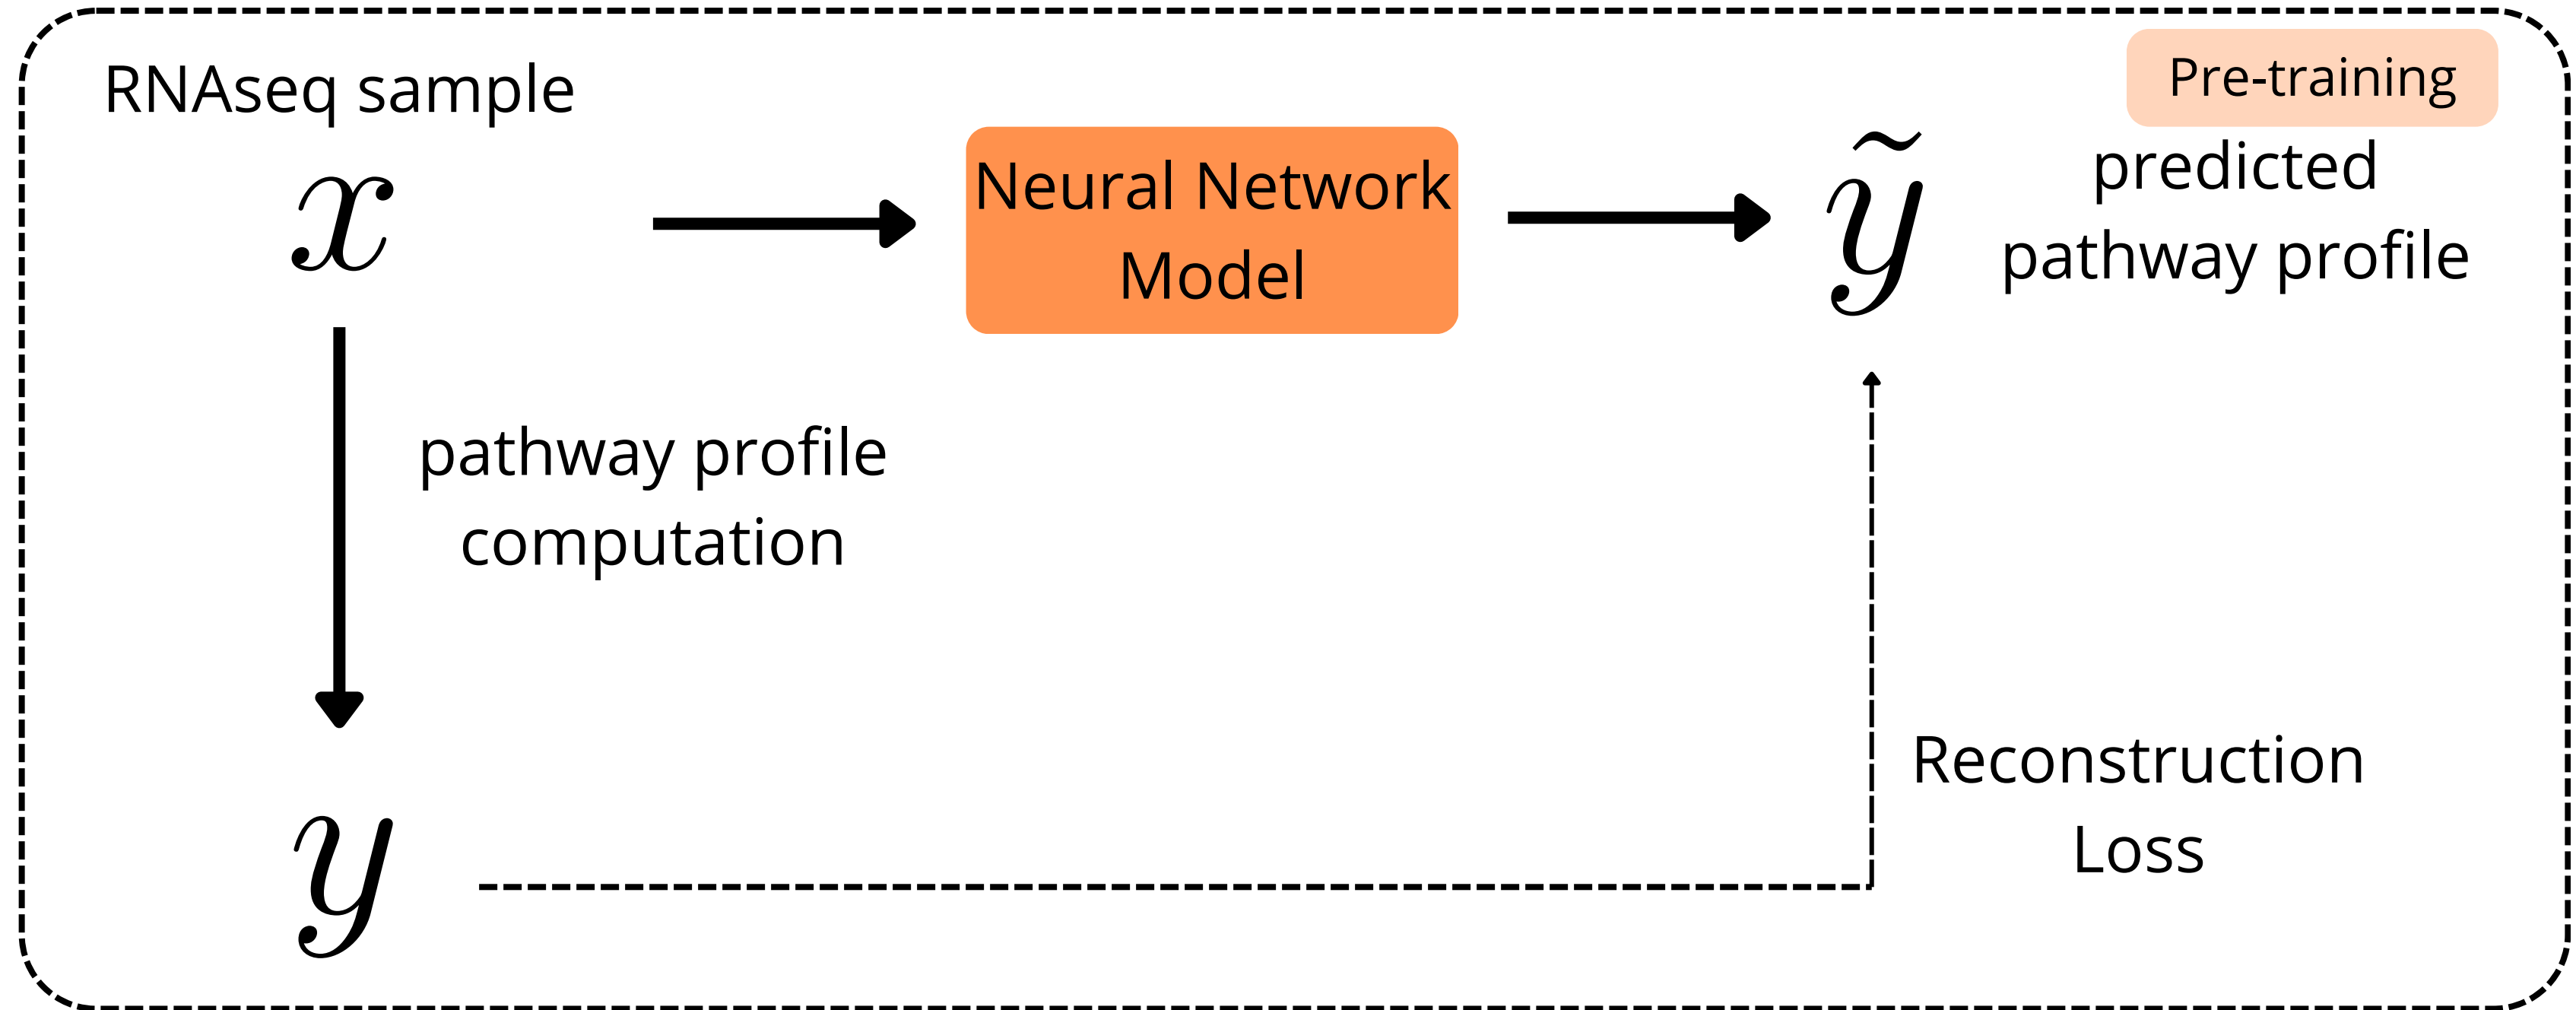 RNAseq sample
Pre-training
x
Neural Network
Model
ỹ
predicted
pathway profile
pathway profile
computation
y
Reconstruction
Loss